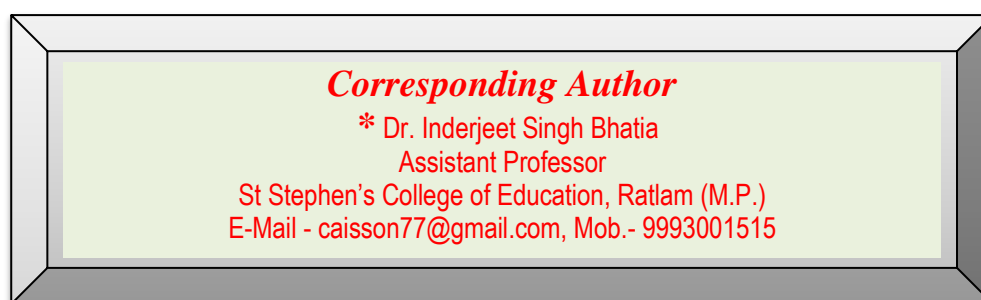 Corresponding Author
* Dr. Inderjeet Singh Bhatia
Assistant Professor
St Stephen’s College of Education, Ratlam (M.P.)
E-Mail - caisson77@gmail.com, Mob.- 9993001515